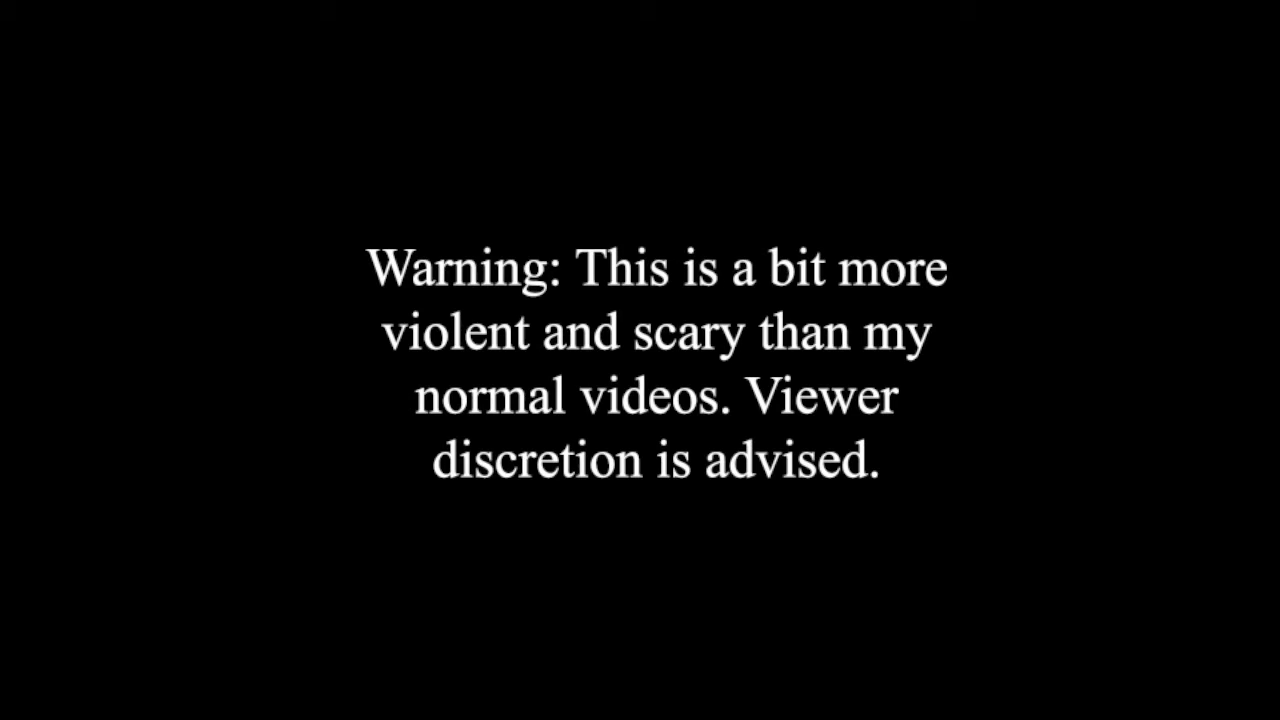 Warning: This is a bit more
violent and scary than my
normal videos. Viewer
discretion is advised.